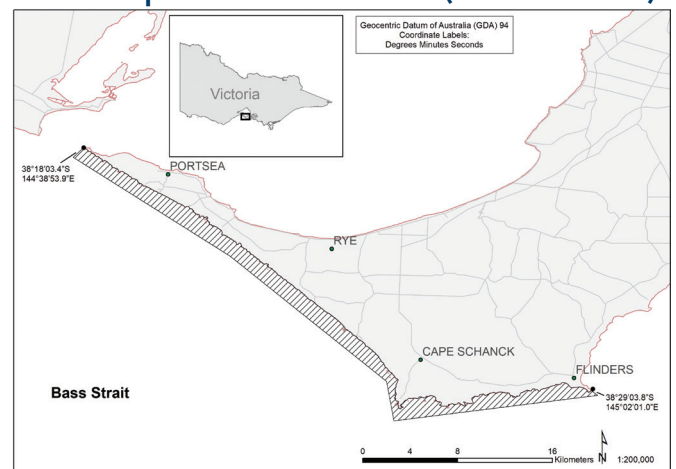 Geocentric Datum of Australia (GDA) 94
Coordinate Labels:
Degrees Minutes Seconds
Victoria
38°18'03.4"S
144°38'53.9"E
PORTSEA
RYE
CAPE SCHANCK
FLINDERS
Bass Strait
38°29'03.8"S
145°02'01.0"E
0 4 8 16
Kilometers N 1:200,000